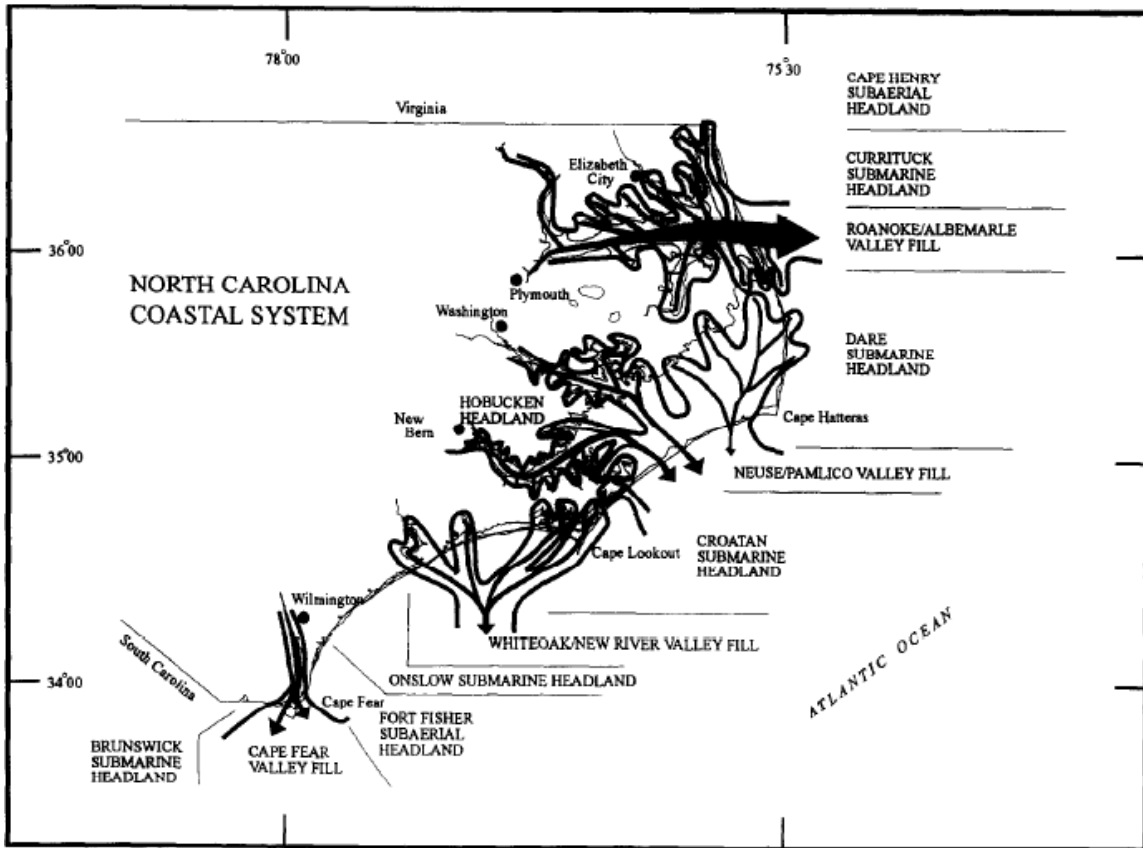 78°00
75°30
CAPE HENRY
SUBAERIAL
HEADLAND
Virginia
Elizabeth
City
CURRITUCK
SUBMARINE
HEADLAND
36°00
ROANOKE/ALBEMARLE
VALLEY FILL
NORTH CAROLINA
COASTAL SYSTEM
Plymouth
Washington
DARE
SUBMARINE
HEADLAND
HOBUCKEN
HEADLAND
New
Bern
Cape Hatteras
35°00
NEUSE/PAMLICO VALLEY FILL
CROATAN
SUBMARINE
HEADLAND
Cape Lookout
Wilmington
WHITEOAK/NEW RIVER VALLEY FILL
South Carolina
ONSLOW SUBMARINE HEADLAND
34°00
ATLANTIC OCEAN
Cape Fear
FORT FISHER
SUBAERIAL
HEADLAND
BRUNSWICK
SUBMARINE
HEADLAND
CAPE FEAR
VALLEY FILL